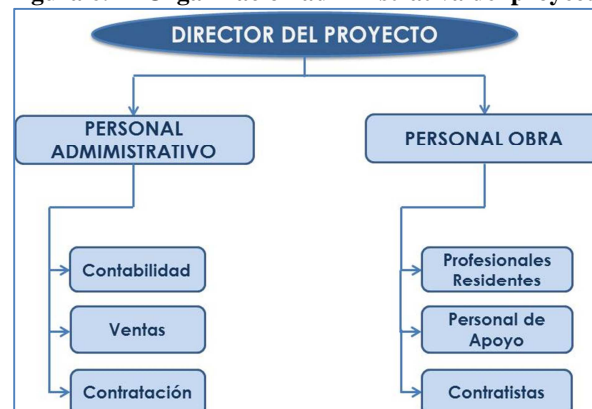 DIRECTOR DEL PROYECTO
PERSONAL
ADMIMISTRATIVO
Contabilidad
Ventas
Contratación
PERSONAL OBRA
Profesionales
Residentes
Personal de
Apoyo
Contratistas